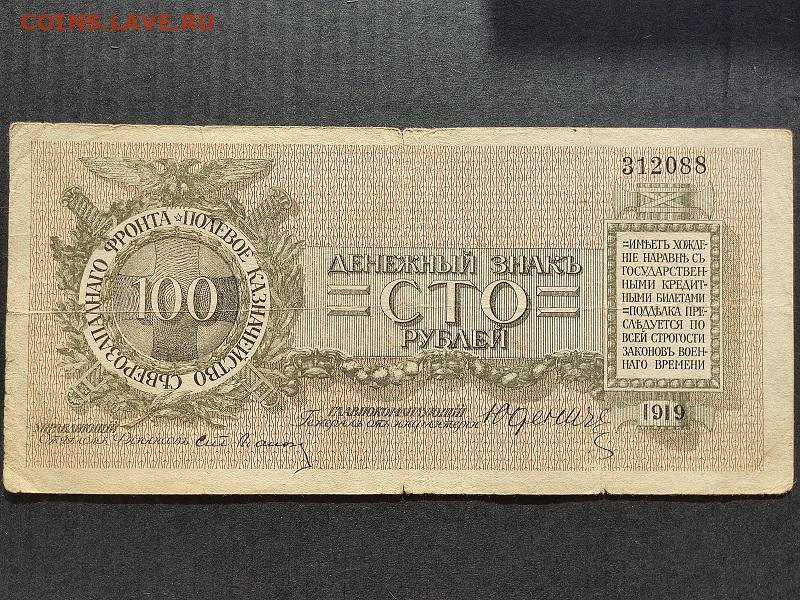 COINS.LAVE.RU
312088
ПОЛЕВОЕ КАЗНАЧЕЙСТВО СѢВЕРОЗАПАДНАГО ФРОНТА
100
ДЕНЕЖНЫЙ ЗНАКЪ
=СТО=
РУБЛЕЙ
=ИМѢЕТЪ ХОЖДЕ-
НІЕ НАРАВНѢ СЪ
ГОСУДАРСТВЕН-
НЫМИ КРЕДИТ-
НЫМИ БИЛЕТАМИ
=ПОДДѢЛКА ПРЕ-
СЛѢДУЕТСЯ ПО
ВСЕЙ СТРОГОСТИ
ЗАКОНОВЪ ВОЕН-
НАГО ВРЕМЕНИ
1919
ГЛАВНОКОМАНДУЮЩІЙ
Генералъ отъ инфантеріи Юденичъ
УПРАВЛЯЮЩІЙ
Отдѣломъ Финансовъ